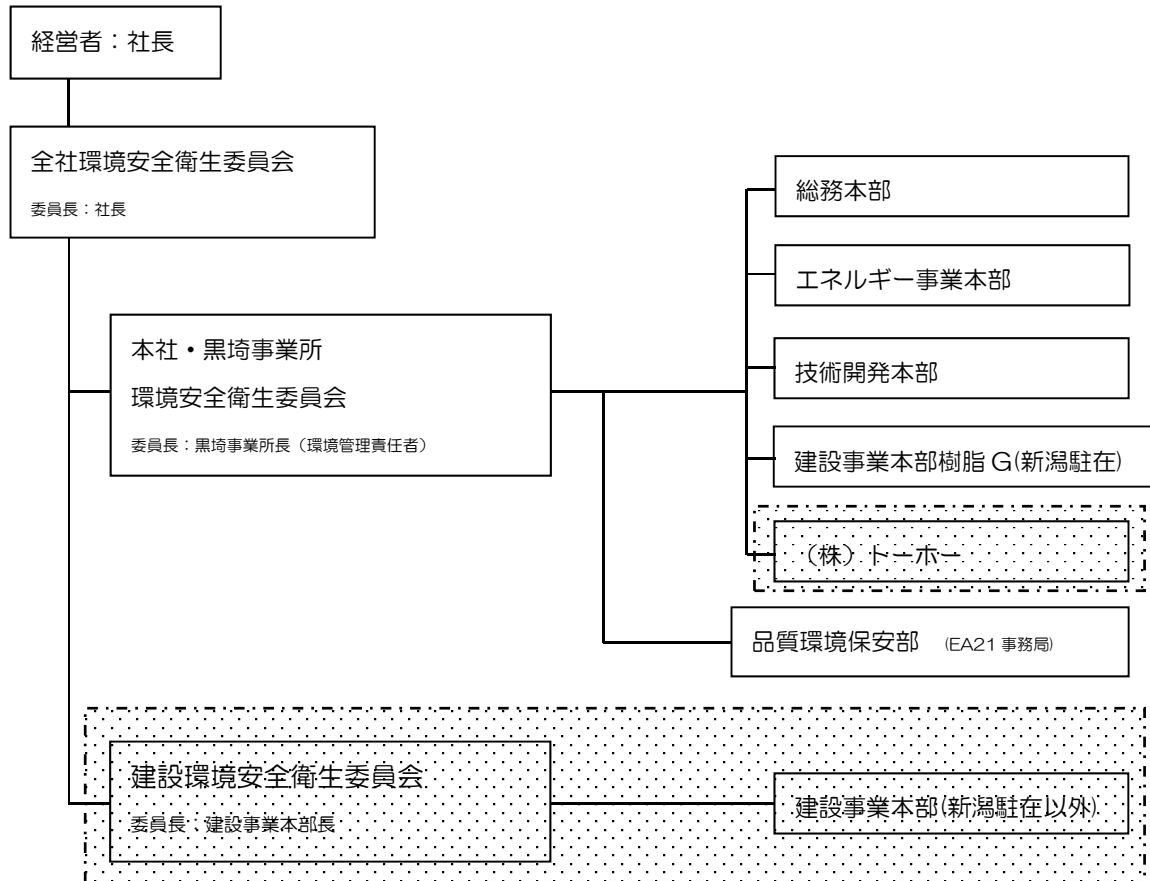 経営者：社長
全社環境安全衛生委員会
委員長：社長
総務本部
エネルギー事業本部
本社・黒埼事業所
環境安全衛生委員会
委員長：黒埼事業所長（環境管理責任者）
技術開発本部
建設事業本部樹脂G(新潟駐在)
（株）トーホー
品質環境保安部 (EA21事務局)
建設環境安全衛生委員会
委員長：建設事業本部長
建設事業本部(新潟駐在以外)